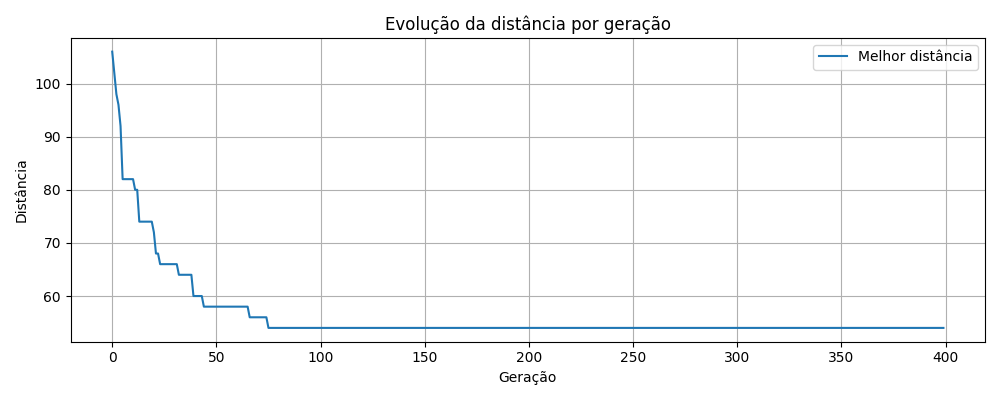 Evolução da distância por geração
Melhor distância
Distância
100
90
80
70
60
0 50 100 150 200 250 300 350 400
Geração